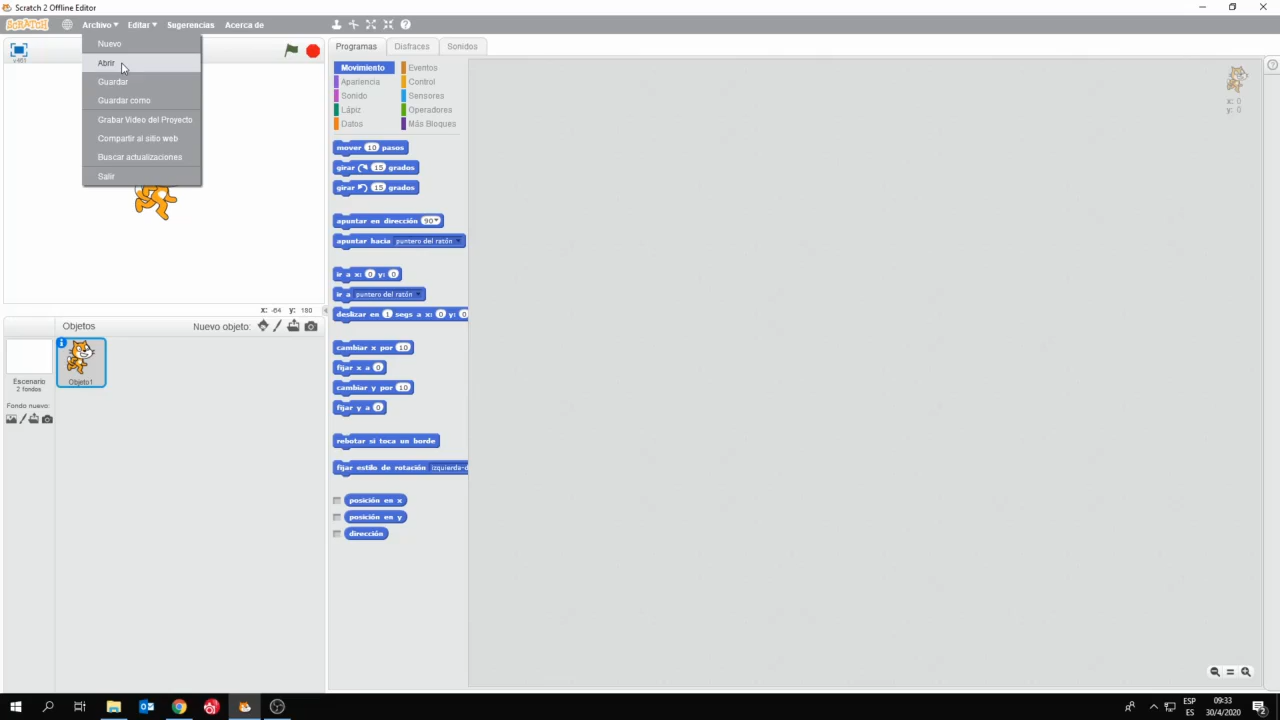 Scratch 2 Offline Editor
SCRATCH Archivo Editar Sugerencias Acerca de
Nuevo
Abrir
Guardar
Guardar como
Grabar Video del Proyecto
Compartir al sitio web
Buscar actualizaciones
Salir
v461
x: -64 y: 180
Objetos Nuevo objeto:
Escenario
2 fondos
Fondo nuevo:
Objeto1
Programas Disfraces Sonidos
Movimiento Eventos
Apariencia Control
Sonido Sensores
Lápiz Operadores
Datos Más Bloques
mover 10 pasos
girar 15 grados
girar 15 grados
apuntar en dirección 90
apuntar hacia puntero del ratón
ir a x: 0 y: 0
ir a puntero del ratón
deslizar en 1 segs a x: 0 y: 0
cambiar x por 10
fijar x a 0
cambiar y por 10
fijar y a 0
rebotar si toca un borde
fijar estilo de rotación izquierda-d
posición en x
posición en y
dirección
x: 0
y: 0
ESP
ES
09:33
30/4/2020
2